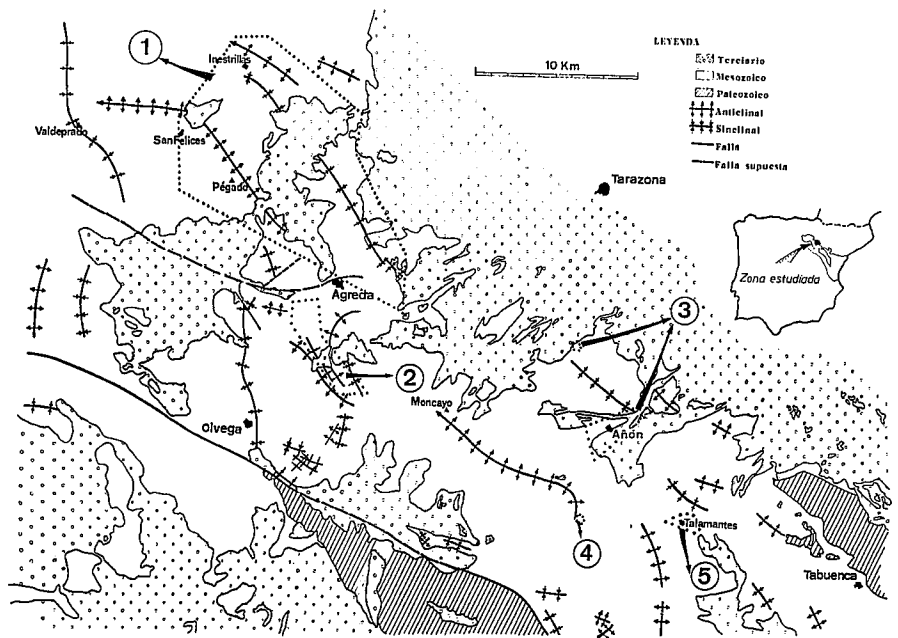 LEYENDA
Terciario
Mesozoico
Paleozoico
Anticlinal
Sinclinal
Falla
Falla supuesta
10 Km
1
Inestrillas
Valdeprado
San Felices
Pégado
Tarazona
Zona estudiada
Agreda
3
2
Moncayo
Olvega
Añón
Talamantes
4
5
Tabuenca